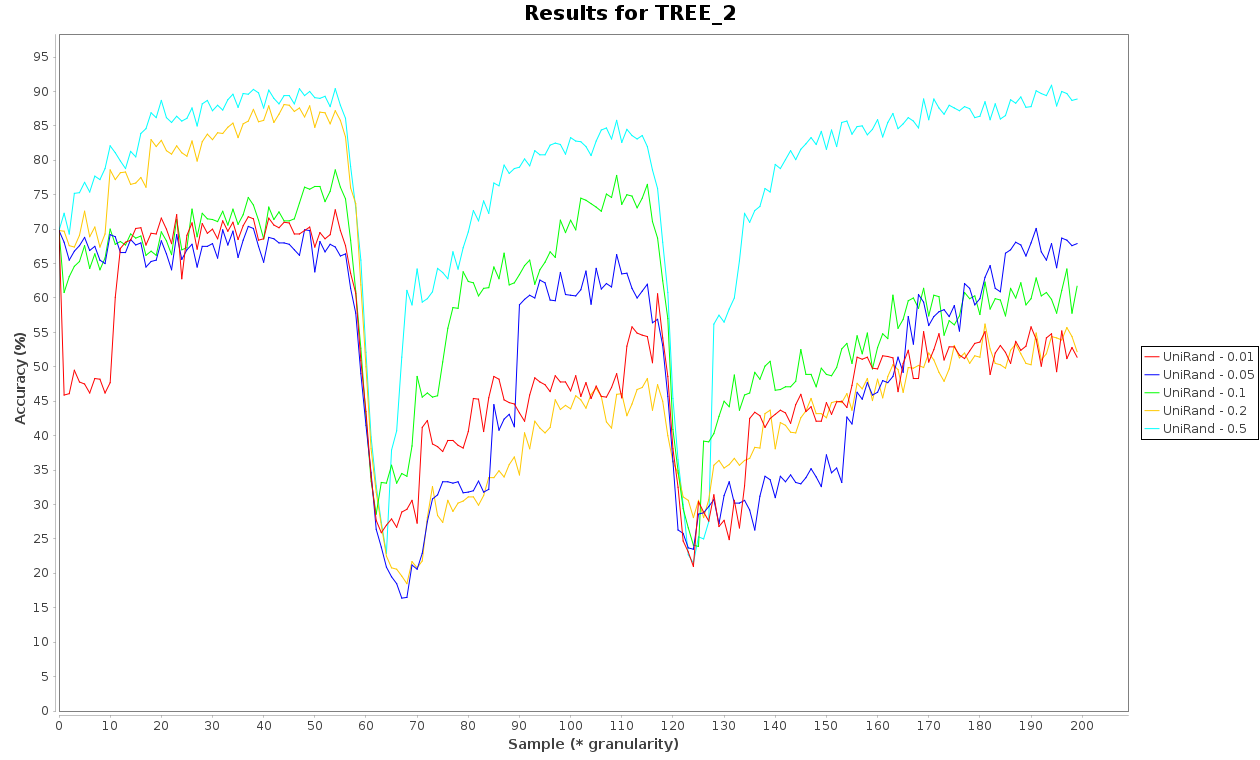 Results for TREE_2
Accuracy (%)
95
90
85
80
75
70
65
60
55
50
45
40
35
30
25
20
15
10
5
0
0 10 20 30 40 50 60 70 80 90 100 110 120 130 140 150 160 170 180 190 200
Sample (* granularity)
UniRand - 0.01
UniRand - 0.05
UniRand - 0.1
UniRand - 0.2
UniRand - 0.5